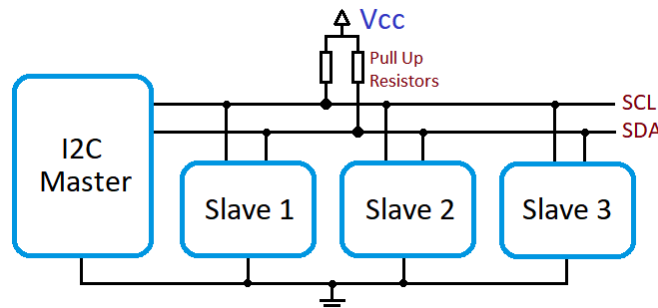 Vcc
Pull Up
Resistors
SCL
SDA
I2C
Master
Slave 1
Slave 2
Slave 3